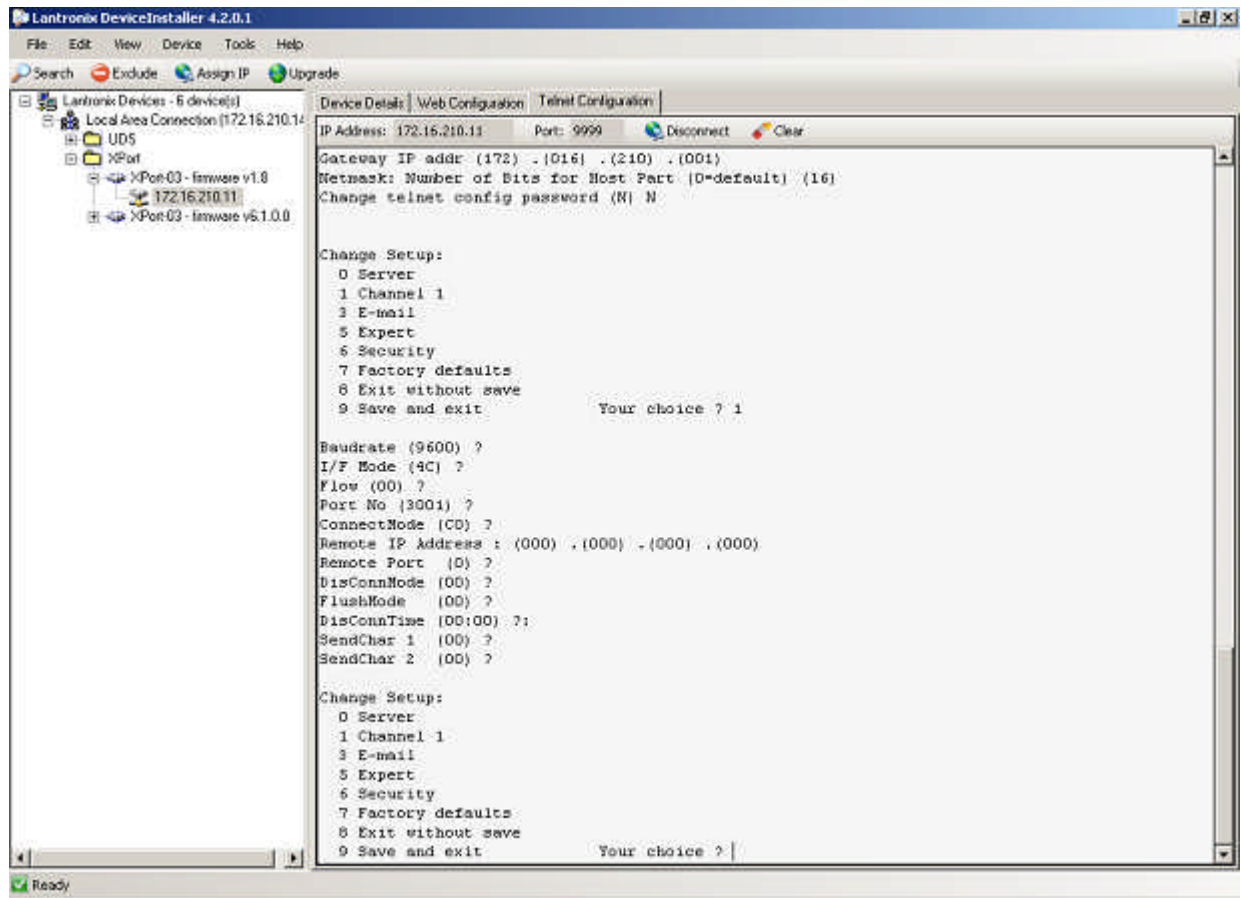 Lantronix DeviceInstaller 4.2.0.1
File Edit View Device Tools Help
Search Exclude Assign IP Upgrade
Lantronix Devices - 6 device(s)
Local Area Connection (172.16.210.14
UDS
XPort
XPort-03 - firmware v1.8
172.16.210.11
XPort-03 - firmware v6.1.0.0
Device Details Web Configuration Telnet Configuration
IP Address: 172.16.210.11 Port: 9999 Disconnect Clear
Gateway IP addr (172) .(016) .(210) .(001)
Netmask: Number of Bits for Host Part (0=default) (16)
Change telnet config password (N) N
Change Setup:
0 Server
1 Channel 1
3 E-mail
5 Expert
6 Security
7 Factory defaults
8 Exit without save
9 Save and exit Your choice ? 1
Baudrate (9600) ?
I/F Mode (4C) ?
Flow (00) ?
Port No (3001) ?
ConnectMode (C0) ?
Remote IP Address : (000) .(000) .(000) .(000)
Remote Port (0) ?
DisConnMode (00) ?
FlushMode (00) ?
DisConnTime (00:00) ?:
SendChar 1 (00) ?
SendChar 2 (00) ?
Change Setup:
0 Server
1 Channel 1
3 E-mail
5 Expert
6 Security
7 Factory defaults
8 Exit without save
9 Save and exit Your choice ?
Ready